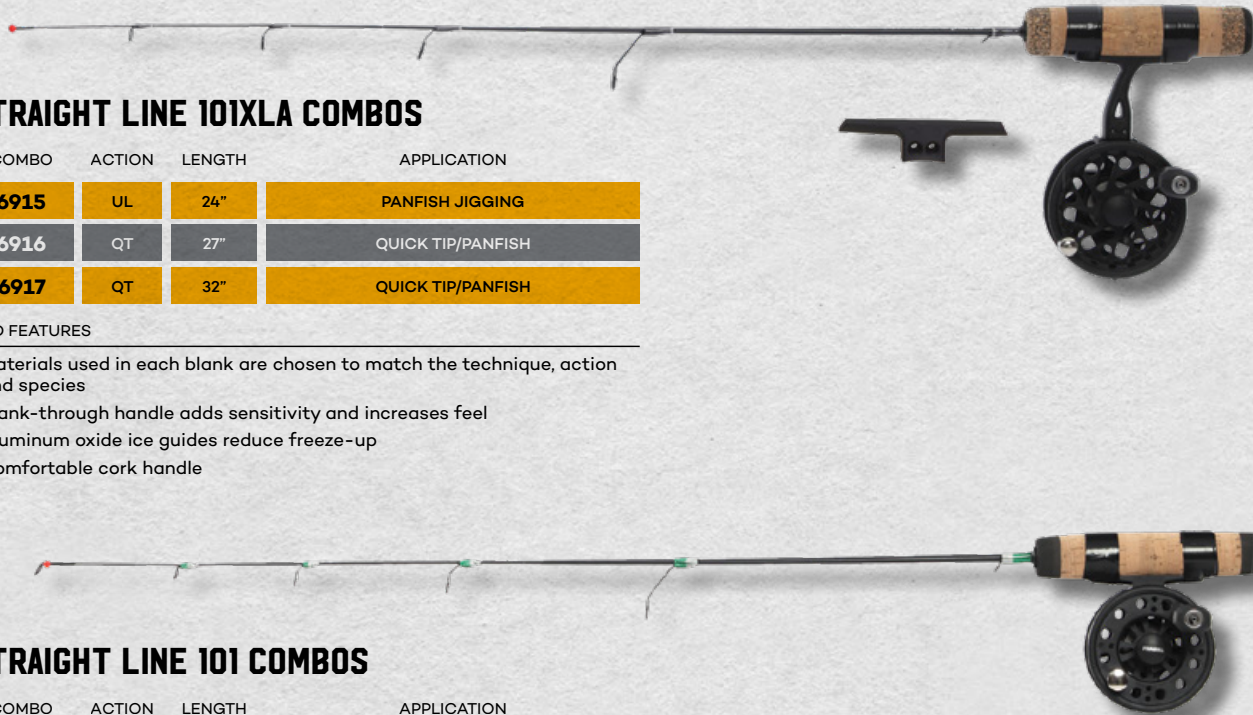 TRAIGHT LINE 101XLA COMBOS
COMBO ACTION LENGTH APPLICATION
6915 UL 24” PANFISH JIGGING
6916 QT 27” QUICK TIP/PANFISH
6917 QT 32” QUICK TIP/PANFISH
FEATURES
aterials used in each blank are chosen to match the technique, action
nd species
ank-through handle adds sensitivity and increases feel
uminum oxide ice guides reduce freeze-up
omfortable cork handle
TRAIGHT LINE 101 COMBOS
COMBO ACTION LENGTH APPLICATION